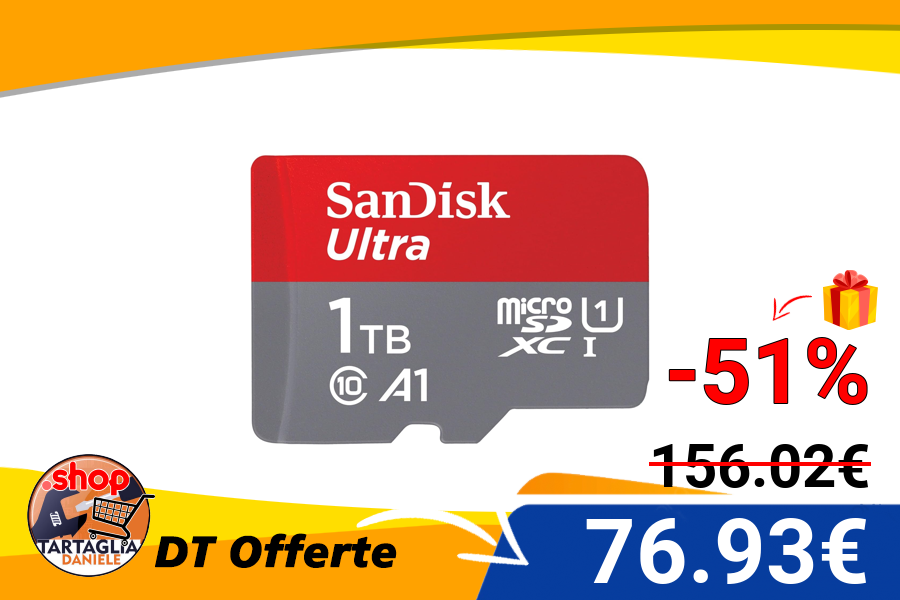 SanDisk
Ultra
1TB
micro SD XC I U1
10 A1
-51%
156.02€
76.93€
.shop
TARTAGLIA
DANIELE
DT Offerte